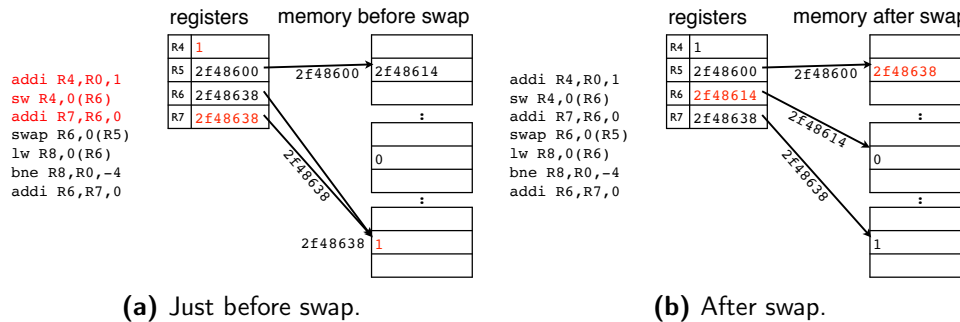 registers memory before swap
R4 1
R5 2f48600 2f48600 2f48614
R6 2f48638
R7 2f48638
addi R4,R0,1
sw R4,0(R6)
addi R7,R6,0
swap R6,0(R5)
lw R8,0(R6)
bne R8,R0,-4
addi R6,R7,0
:
0
2f48638
:
2f48638 1
(a) Just before swap.
registers memory after swap
R4 1
R5 2f48600 2f48600 2f48638
R6 2f48614
R7 2f48638
addi R4,R0,1
sw R4,0(R6)
addi R7,R6,0
swap R6,0(R5)
lw R8,0(R6)
bne R8,R0,-4
addi R6,R7,0
:
2f48614
0
2f48638
:
1
(b) After swap.